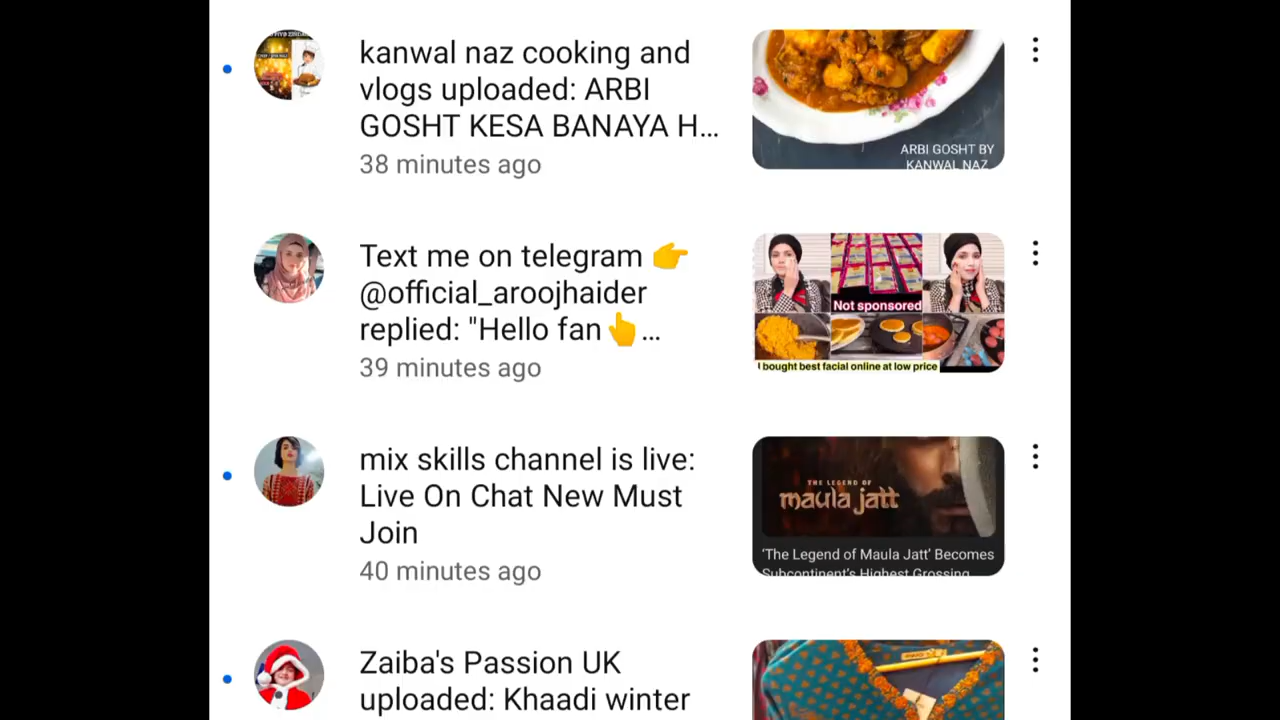 kanwal naz cooking and
vlogs uploaded: ARBI
GOSHT KESA BANAYA H...
38 minutes ago
ARBI GOSHT BY
KANWAL NAZ
Text me on telegram 👉
@official_aroojhaider
replied: "Hello fan👆...
39 minutes ago
Not sponsored
I bought best facial online at low price
mix skills channel is live:
Live On Chat New Must
Join
40 minutes ago
THE LEGEND OF
maula jatt
'The Legend of Maula Jatt' Becomes
Subcontinent's Highest Grossing
Zaiba's Passion UK
uploaded: Khaadi winter